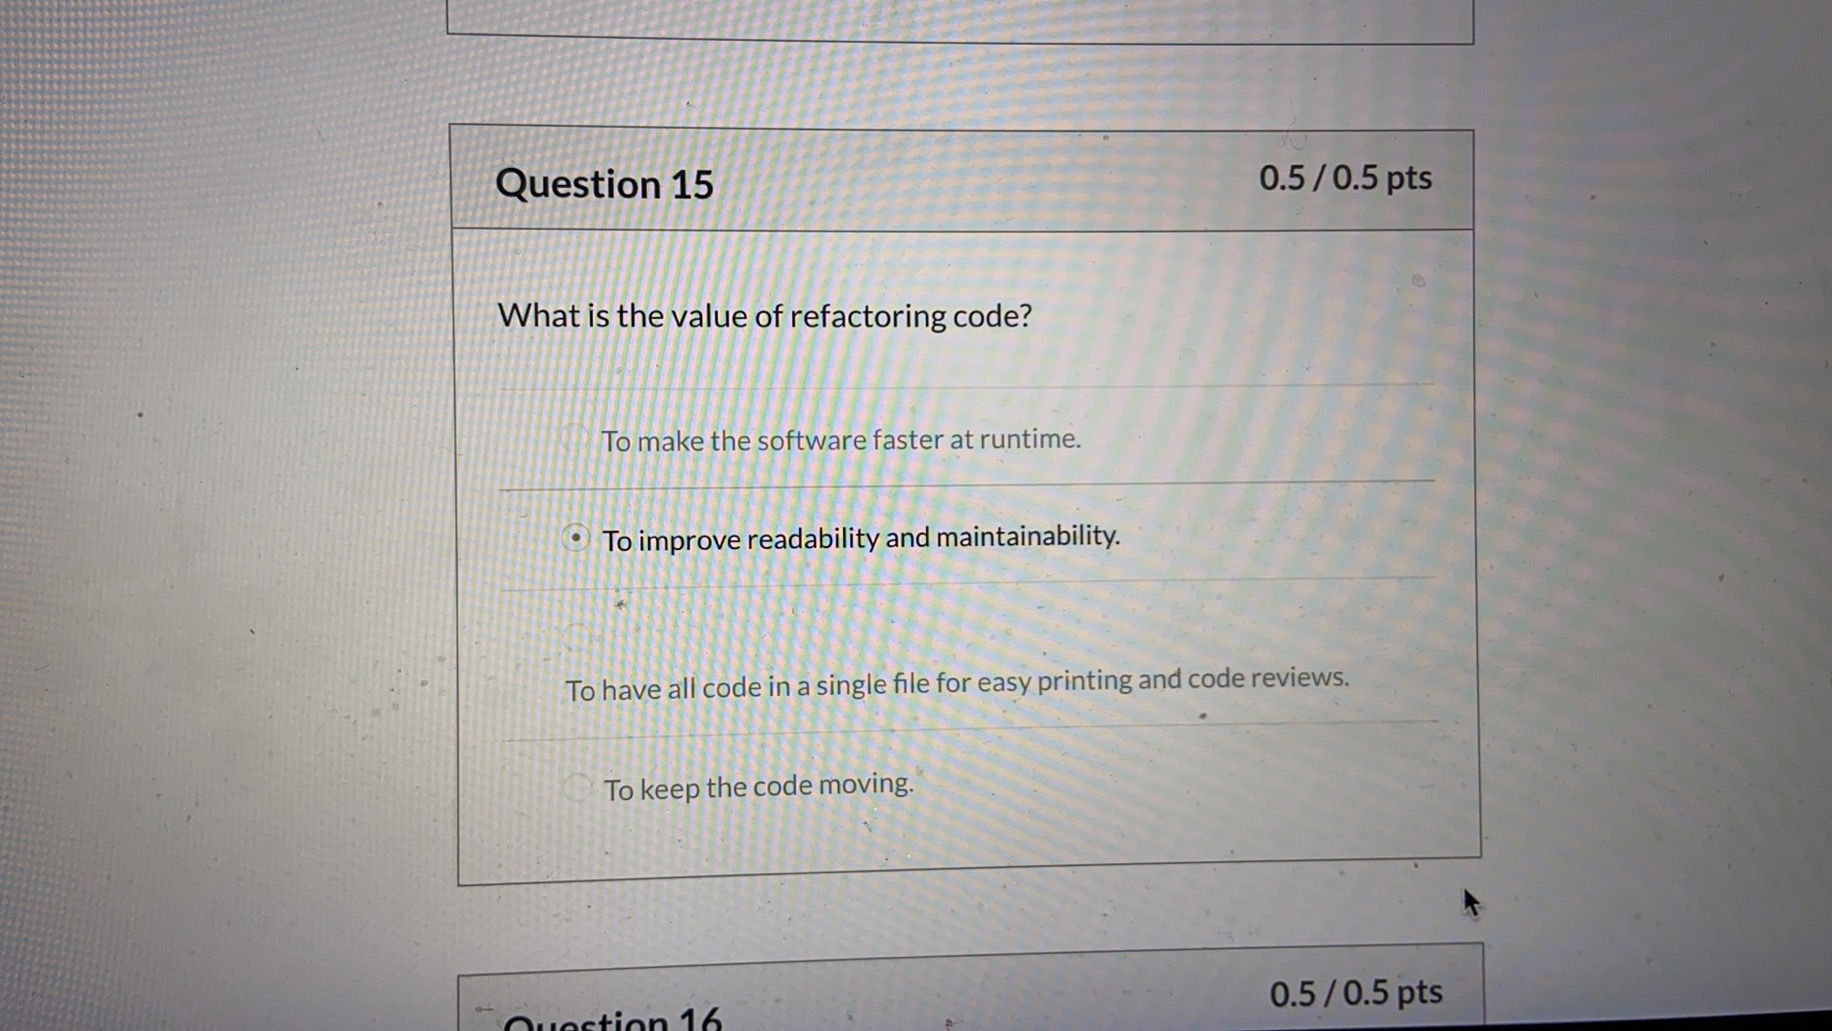 Question 15
0.5 / 0.5 pts
What is the value of refactoring code?
To make the software faster at runtime.
To improve readability and maintainability.
To have all code in a single file for easy printing and code reviews.
To keep the code moving.
Question 16
0.5 / 0.5 pts